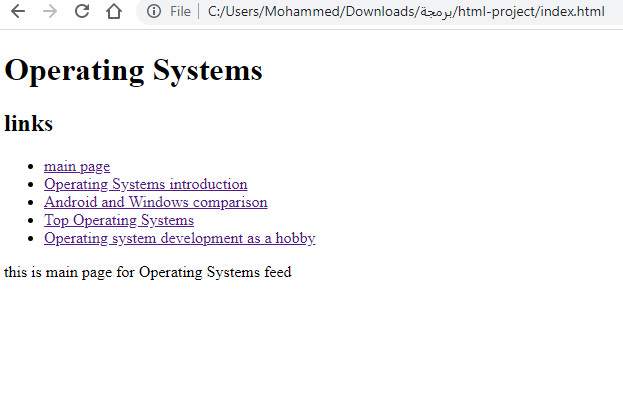 File | C:/Users/Mohammed/Downloads/برمجة/html-project/index.html
Operating Systems
links
main page
Operating Systems introduction
Android and Windows comparison
Top Operating Systems
Operating system development as a hobby
this is main page for Operating Systems feed